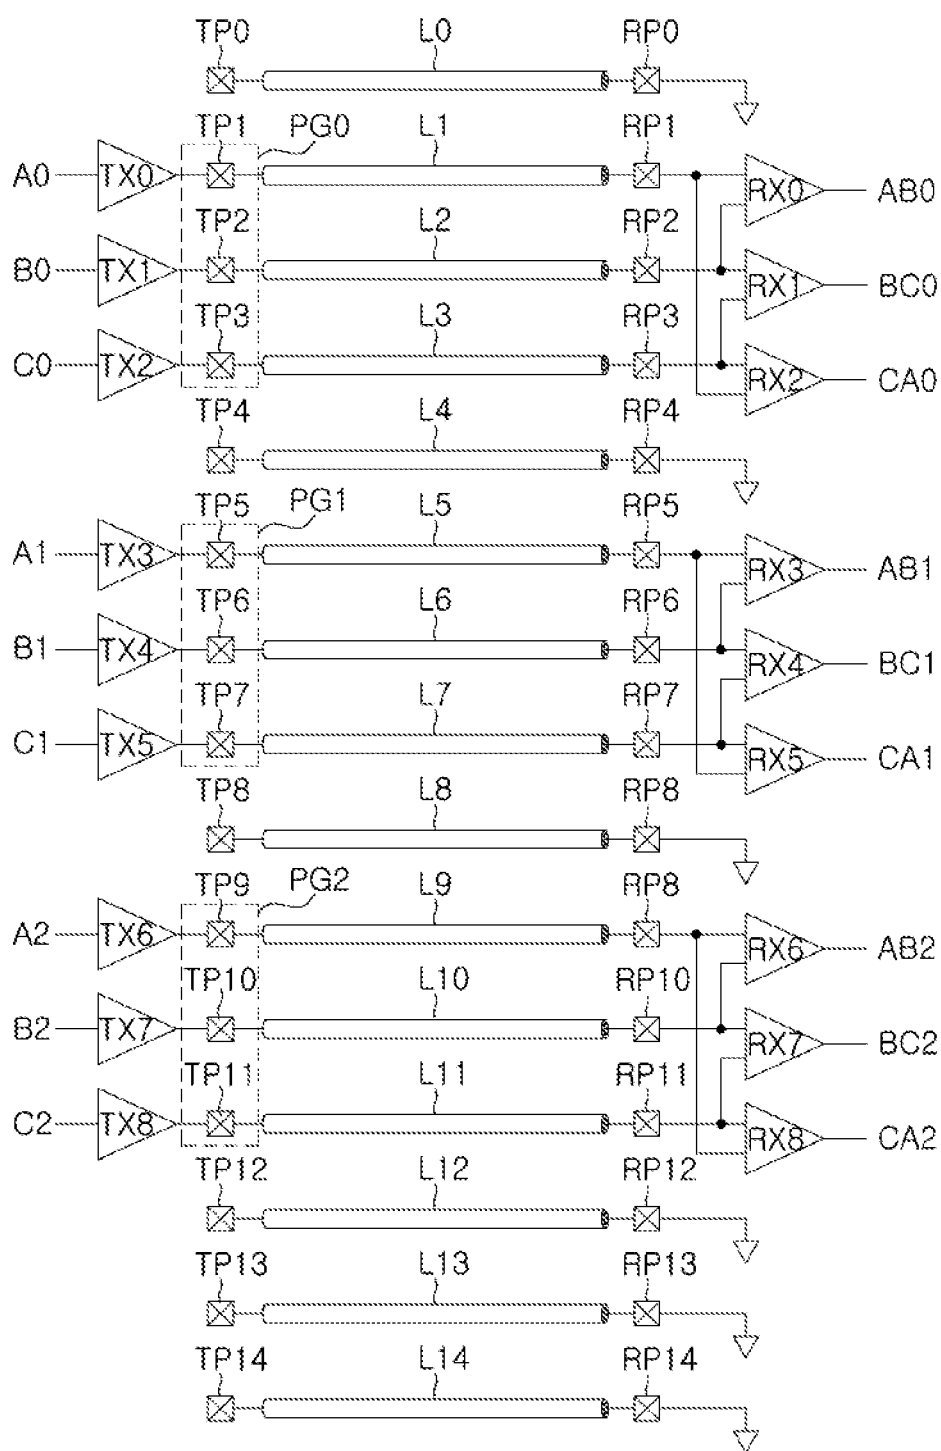 TP0 L0 RP0
TP1 PG0 L1 RP1
A0 TX0 RX0 AB0
TP2 L2 RP2
B0 TX1 RX1 BC0
TP3 L3 RP3
C0 TX2 RX2 CA0
TP4 L4 RP4
TP5 PG1 L5 RP5
A1 TX3 RX3 AB1
TP6 L6 RP6
B1 TX4 RX4 BC1
TP7 L7 RP7
C1 TX5 RX5 CA1
TP8 L8 RP8
TP9 PG2 L9 RP8
A2 TX6 RX6 AB2
TP10 L10 RP10
B2 TX7 RX7 BC2
TP11 L11 RP11
C2 TX8 RX8 CA2
TP12 L12 RP12
TP13 L13 RP13
TP14 L14 RP14